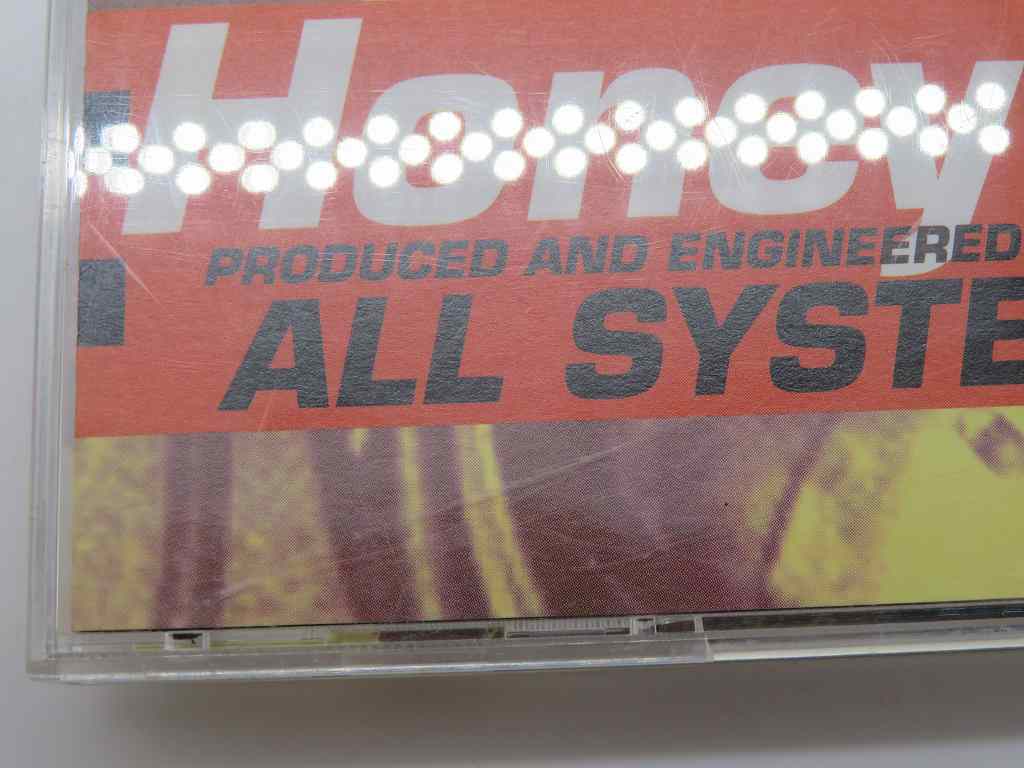 Honey
PRODUCED AND ENGINEERED
ALL SYSTE